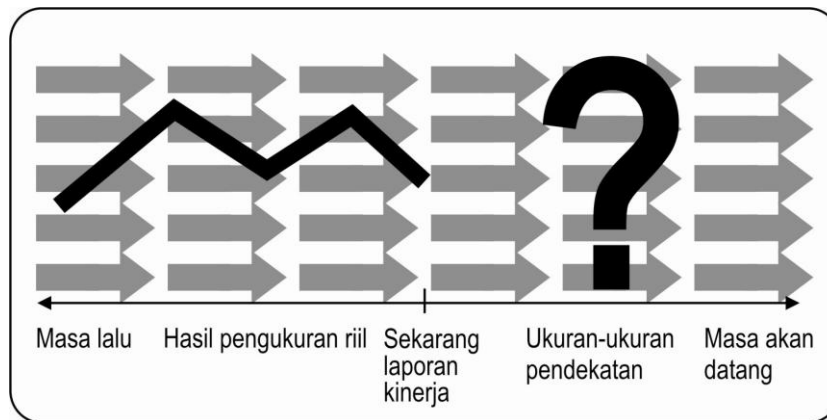 ?
Masa lalu
Hasil pengukuran riil
Sekarang
laporan
kinerja
Ukuran-ukuran
pendekatan
Masa akan
datang